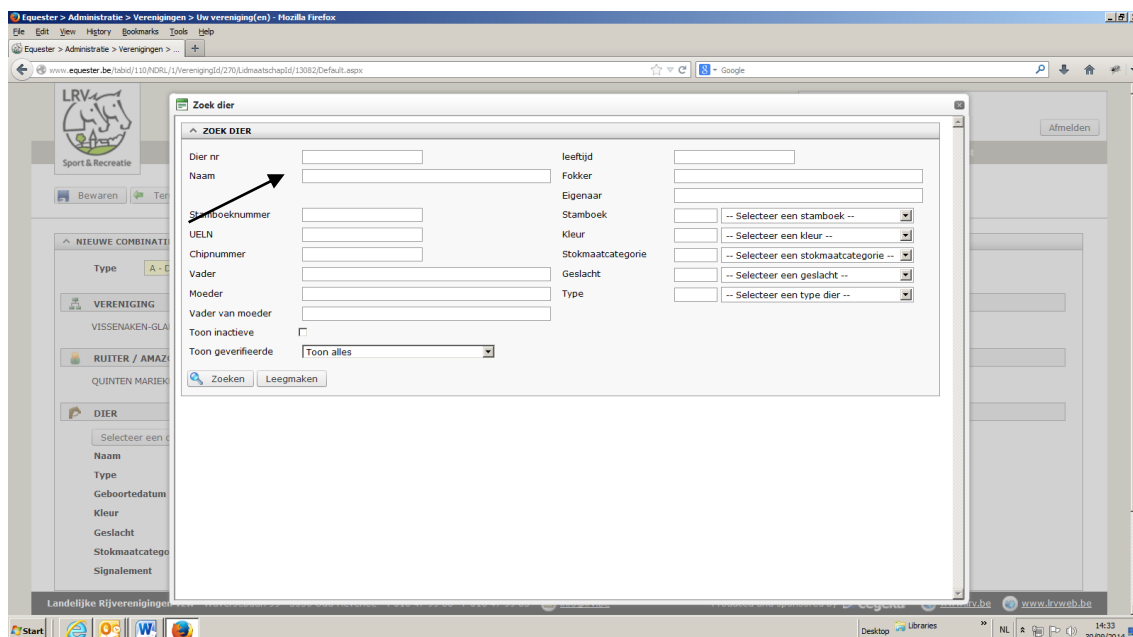 Equester > Administratie > Verenigingen > Uw vereniging(en) - Mozilla Firefox
File Edit View History Bookmarks Tools Help
Equester > Administratie > Verenigingen > ... +
www.equester.be/tabid/110/NDRL/1/VerenigingId/270/LidmaatschapId/13082/Default.aspx
Google
LRV
Sport & Recreatie
Afmelden
Bewaren
Zoek dier
ZOEK DIER
Dier nr
leeftijd
Naam
Fokker
Eigenaar
Stamboeknummer
Stamboek
-- Selecteer een stamboek --
UELN
Kleur
-- Selecteer een kleur --
Chipnummer
Stokmaatcategorie
-- Selecteer een stokmaatcategorie --
Vader
Geslacht
-- Selecteer een geslacht --
Moeder
Type
-- Selecteer een type dier --
Vader van moeder
Toon inactieve
Toon geverifieerde
Toon alles
Zoeken
Leegmaken
NIEUWE COMBINATI
Type
A - D
VERENIGING
VISSENAKEN-GLA
RUITER / AMAZ
QUINTEN MARIEK
DIER
Selecteer een
Naam
Type
Geboortedatum
Kleur
Geslacht
Stokmaatcatego
Signalement
Landelijke Rijverenigingen
www.lrvweb.be
Start
Desktop
Libraries
NL
14:33
20/09/2014